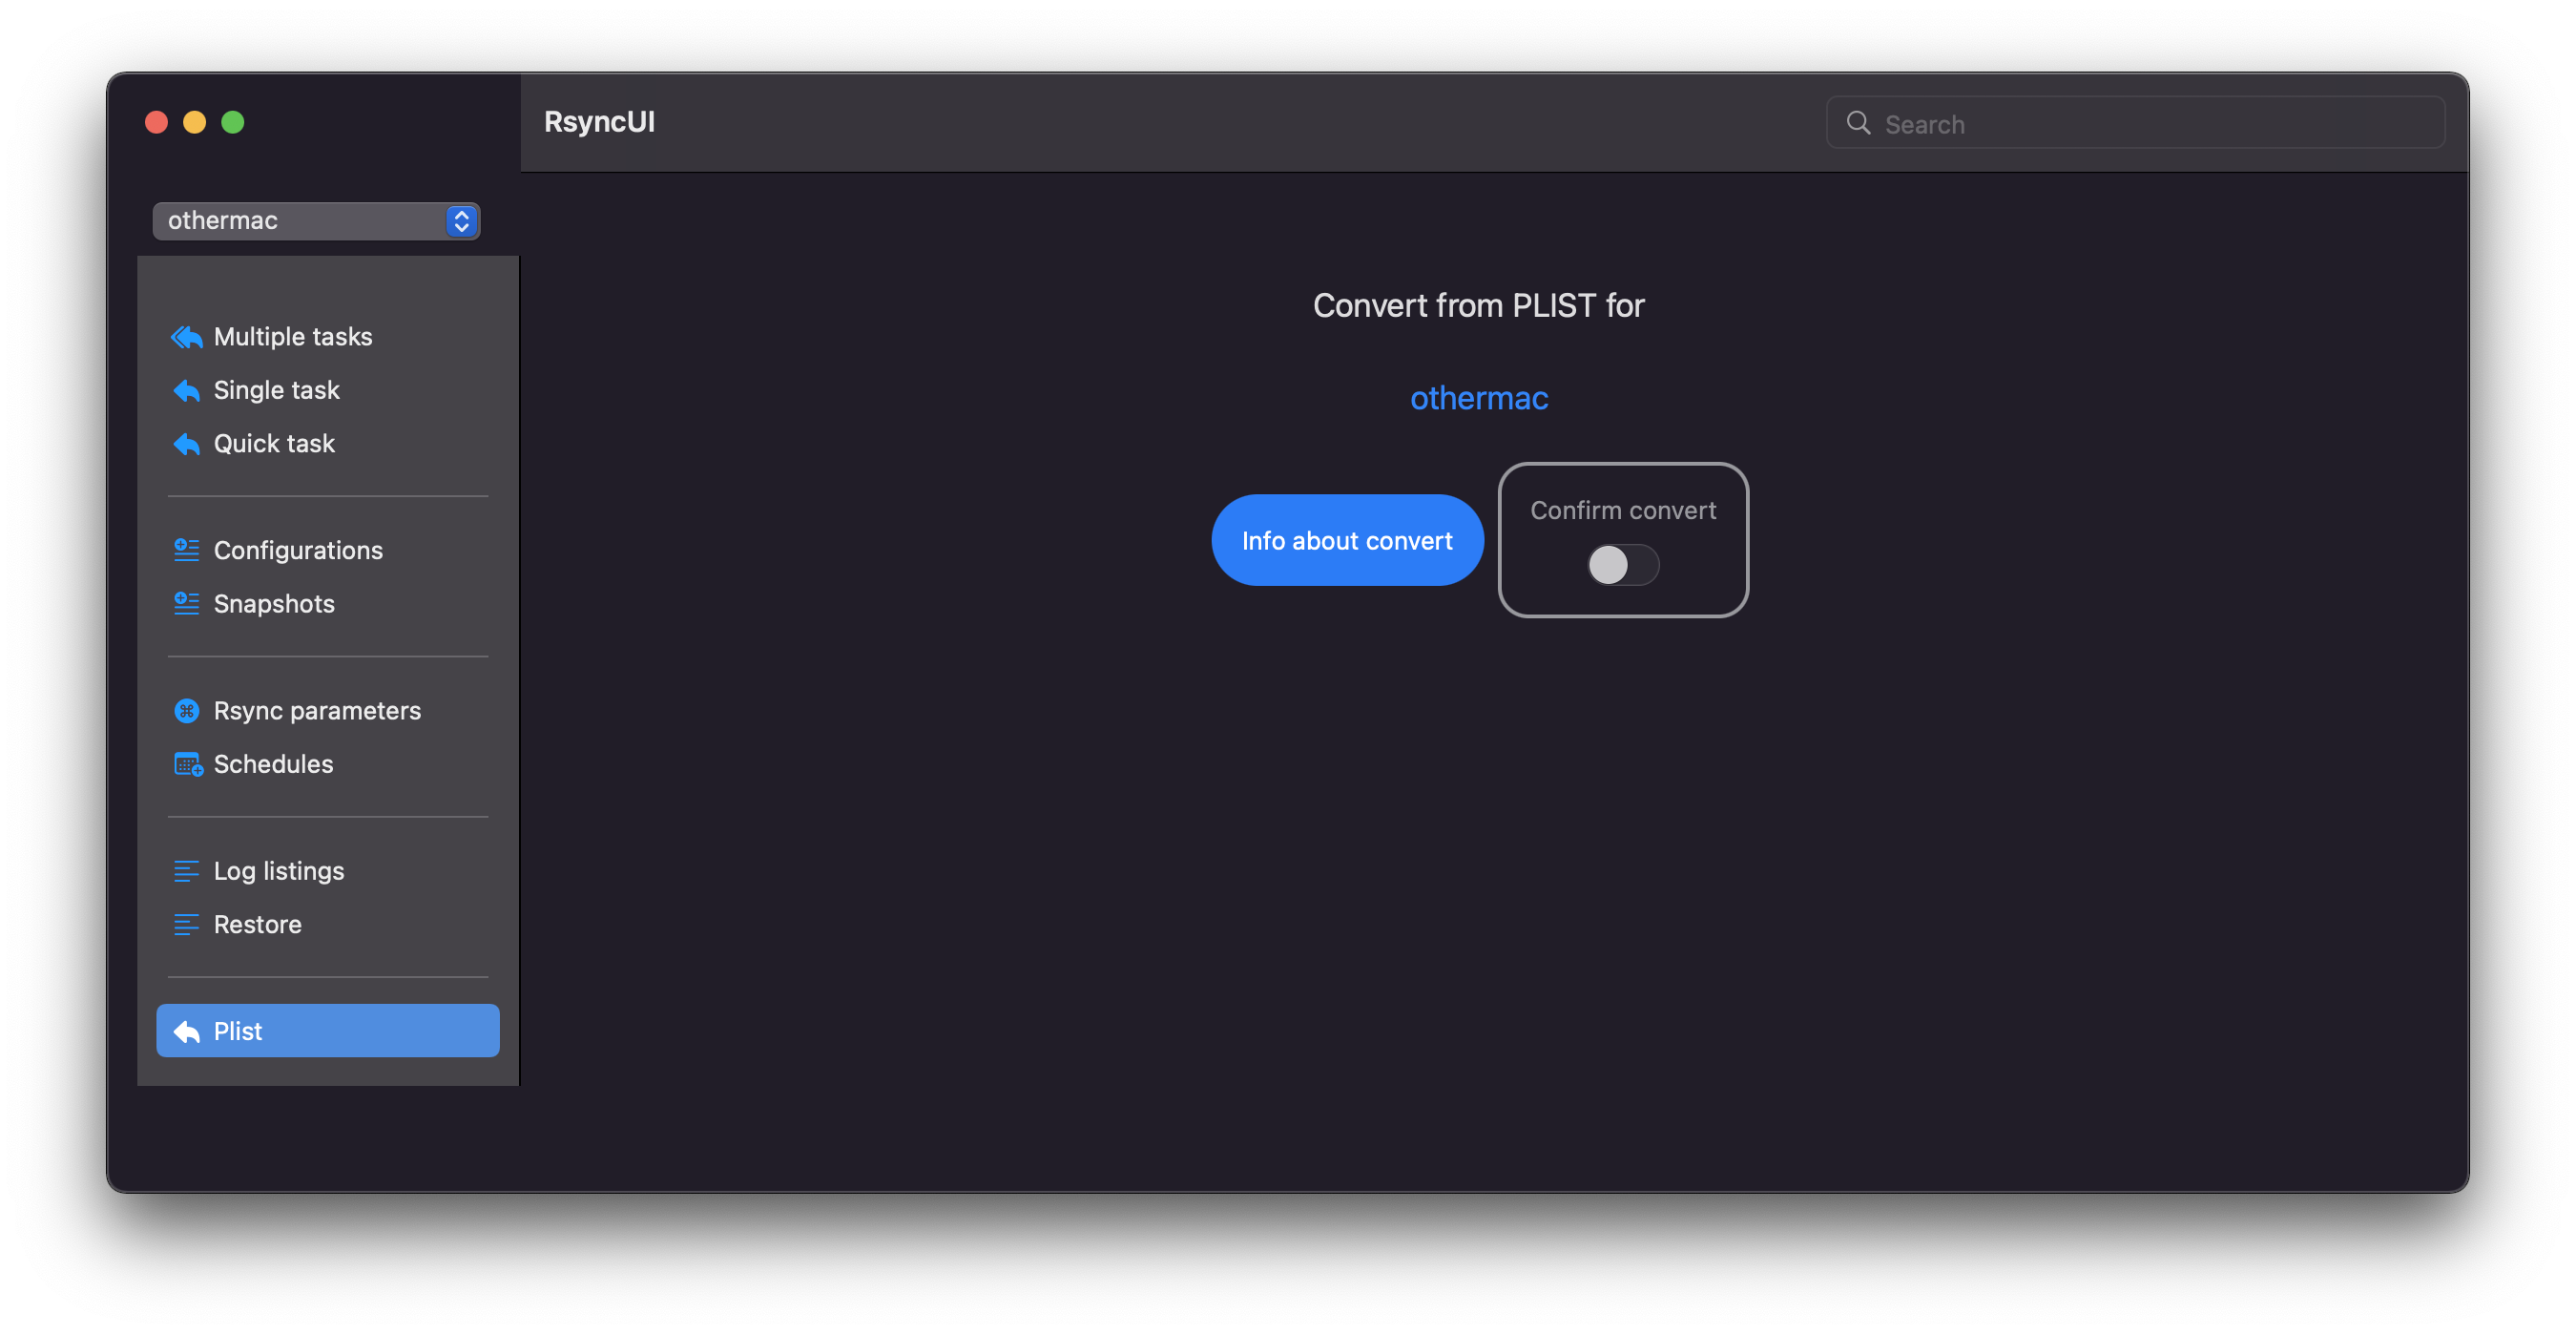 RsyncUI
Search
othermac
Multiple tasks
Single task
Quick task
Configurations
Snapshots
Rsync parameters
Schedules
Log listings
Restore
Plist
Convert from PLIST for
othermac
Info about convert
Confirm convert